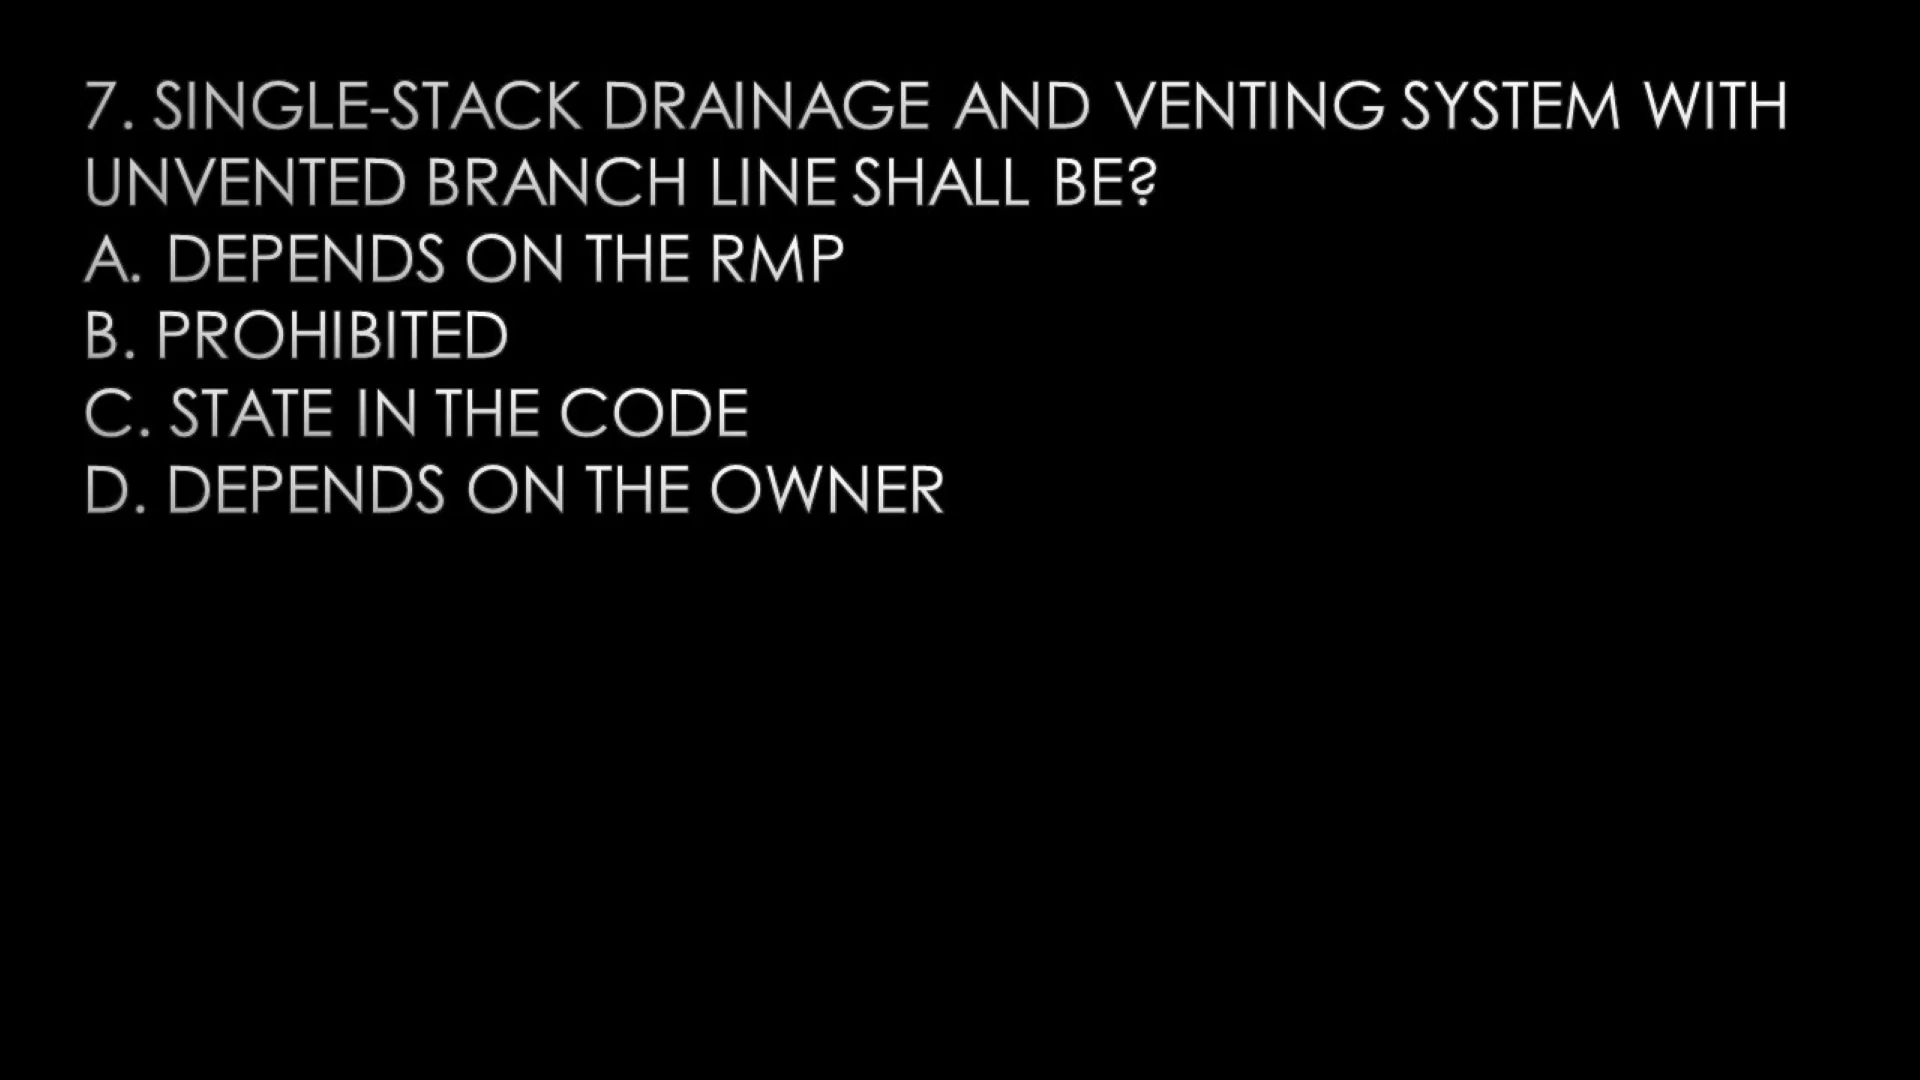 7. SINGLE-STACK DRAINAGE AND VENTING SYSTEM WITH
UNVENTED BRANCH LINE SHALL BE?
A. DEPENDS ON THE RMP
B. PROHIBITED
C. STATE IN THE CODE
D. DEPENDS ON THE OWNER